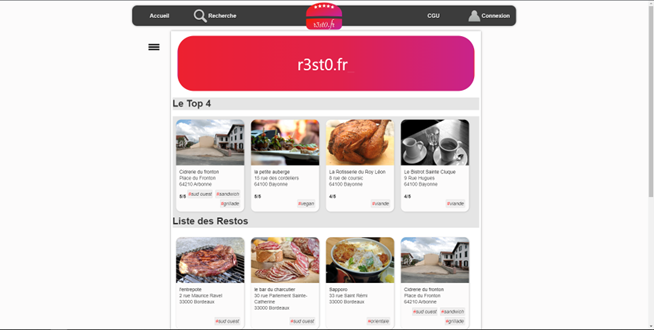 Accueil Recherche r3st0.fr CGU Connexion
r3st0.fr
Le Top 4
Cidrerie du fronton
Place du Fronton
64210 Arbonne
5/5 #sud ouest #sandwich
#grillade
la petite auberge
15 rue des cordeliers
64100 Bayonne
5/5
#vegan
La Rotisserie du Roy Léon
8 rue de coursic
64100 Bayonne
4/5
#viande
Le Bistrot Sainte Cluque
9 Rue Hugues
64100 Bayonne
4/5
#viande
Liste des Restos
l'entrepote
2 rue Maurice Ravel
33000 Bordeaux
#sud ouest
le bar du charcutier
30 rue Parlement Sainte-
Catherine
33000 Bordeaux
#sud ouest
Sapporo
33 rue Saint Rémi
33000 Bordeaux
#orientale
Cidrerie du fronton
Place du Fronton
64210 Arbonne
#sud ouest #sandwich
#grillade